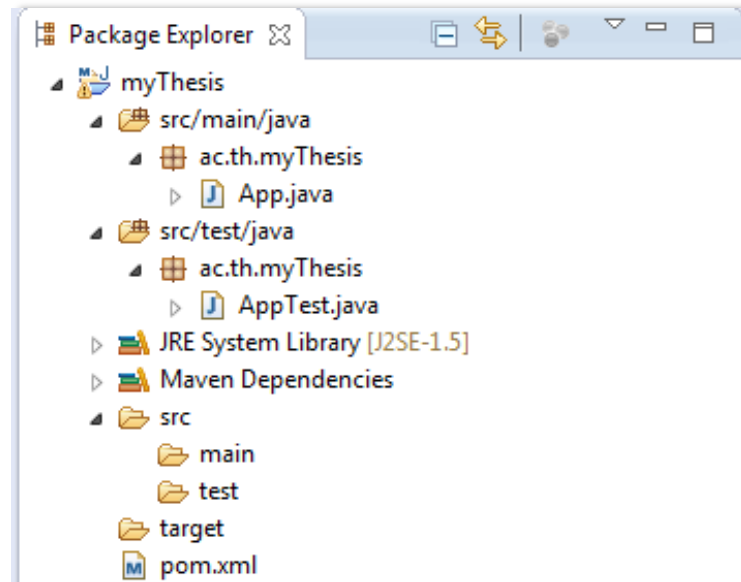 Package Explorer
myThesis
src/main/java
ac.th.myThesis
App.java
src/test/java
ac.th.myThesis
AppTest.java
JRE System Library [J2SE-1.5]
Maven Dependencies
src
main
test
target
pom.xml